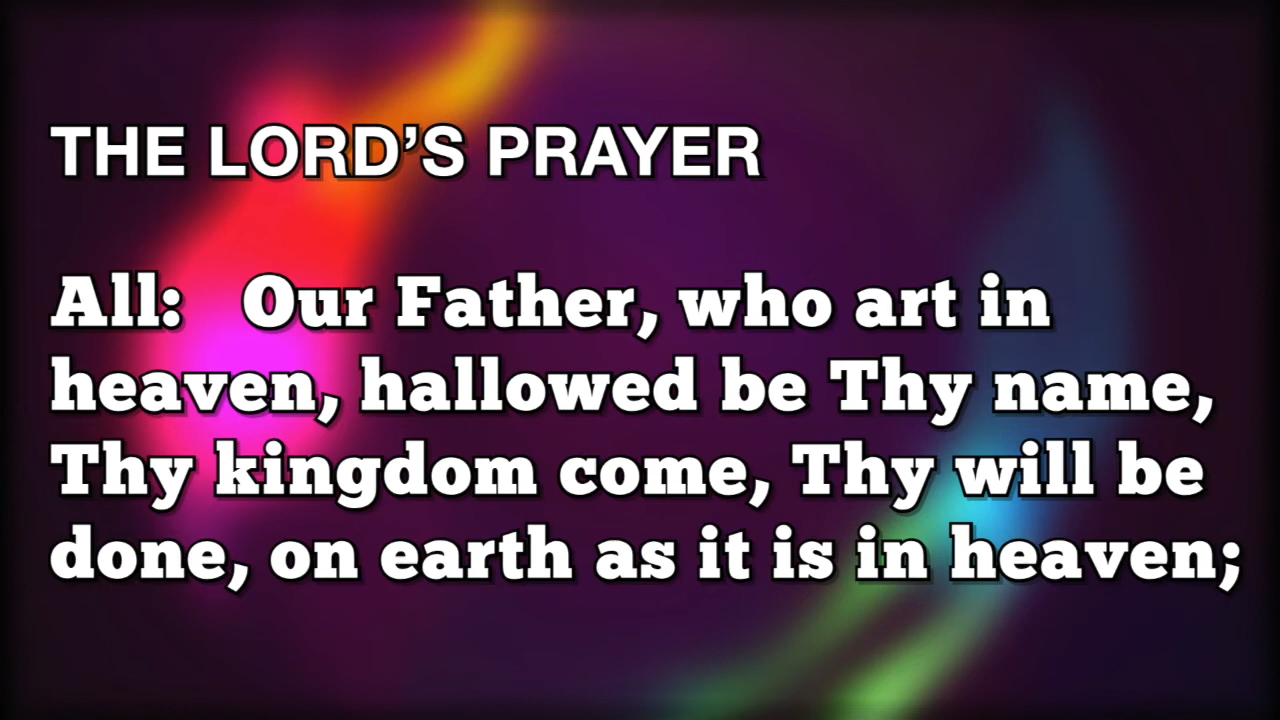 THE LORD’S PRAYER
All: Our Father, who art in
heaven, hallowed be Thy name,
Thy kingdom come, Thy will be
done, on earth as it is in heaven;